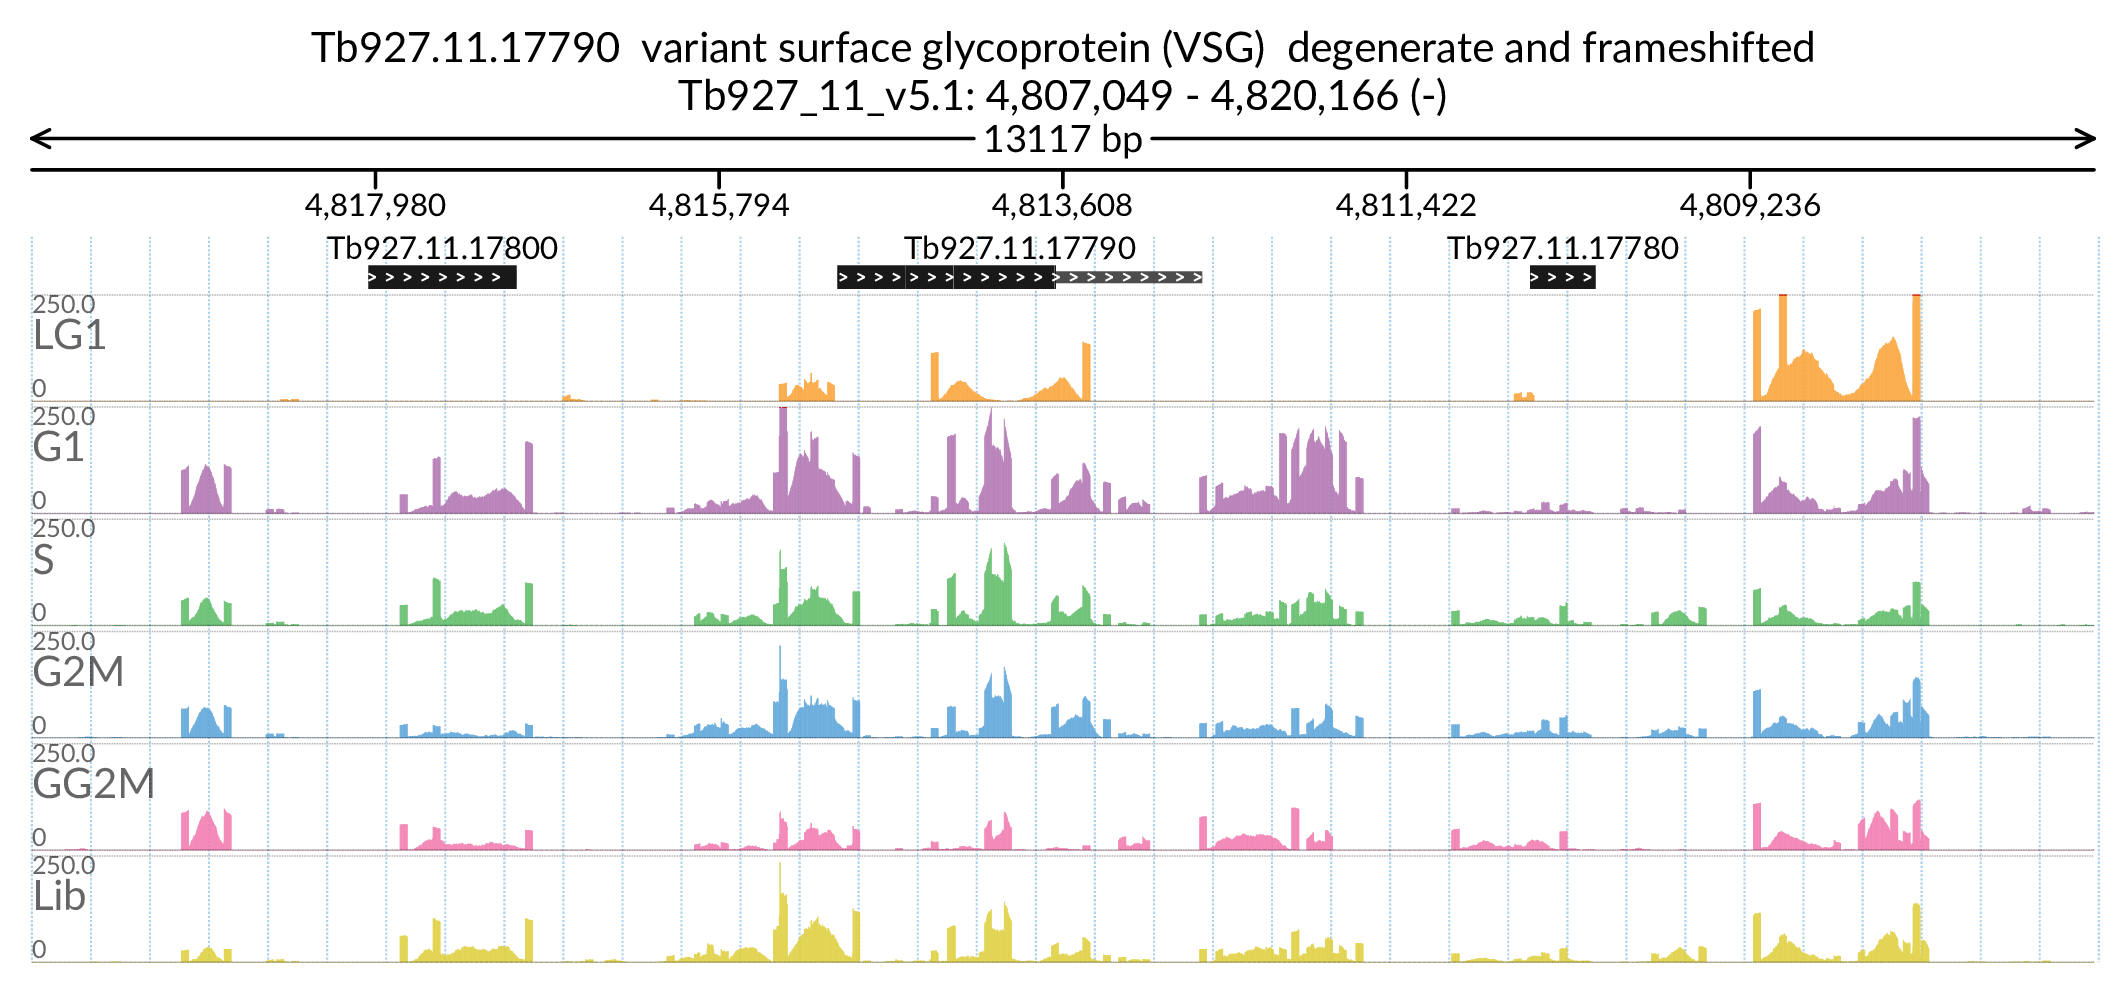 Tb927.11.17790 variant surface glycoprotein (VSG) degenerate and frameshifted
Tb927_11_v5.1: 4,807,049 - 4,820,166 (-)
13117 bp
4,817,980 4,815,794 4,813,608 4,811,422 4,809,236
Tb927.11.17800 Tb927.11.17790 Tb927.11.17780
250.0
LG1
0
250.0
G1
0
250.0
S
0
250.0
G2M
0
250.0
GG2M
0
250.0
Lib
0